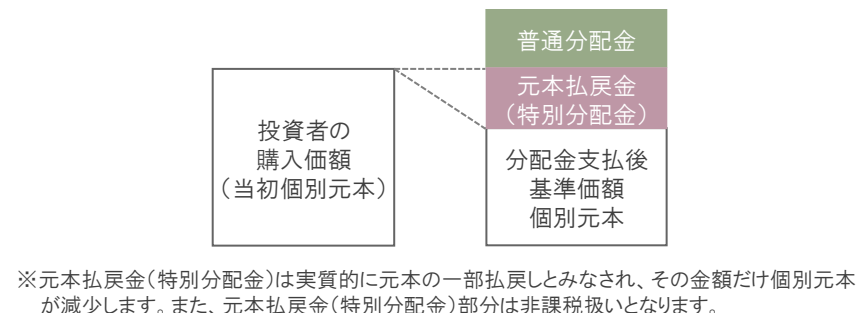 普通分配金
元本払戻金
（特別分配金）
投資者の
購入価額
（当初個別元本）
分配金支払後
基準価額
個別元本
※元本払戻金（特別分配金）は実質的に元本の一部払戻しとみなされ、その金額だけ個別元本
が減少します。また、元本払戻金（特別分配金）部分は非課税扱いとなります。